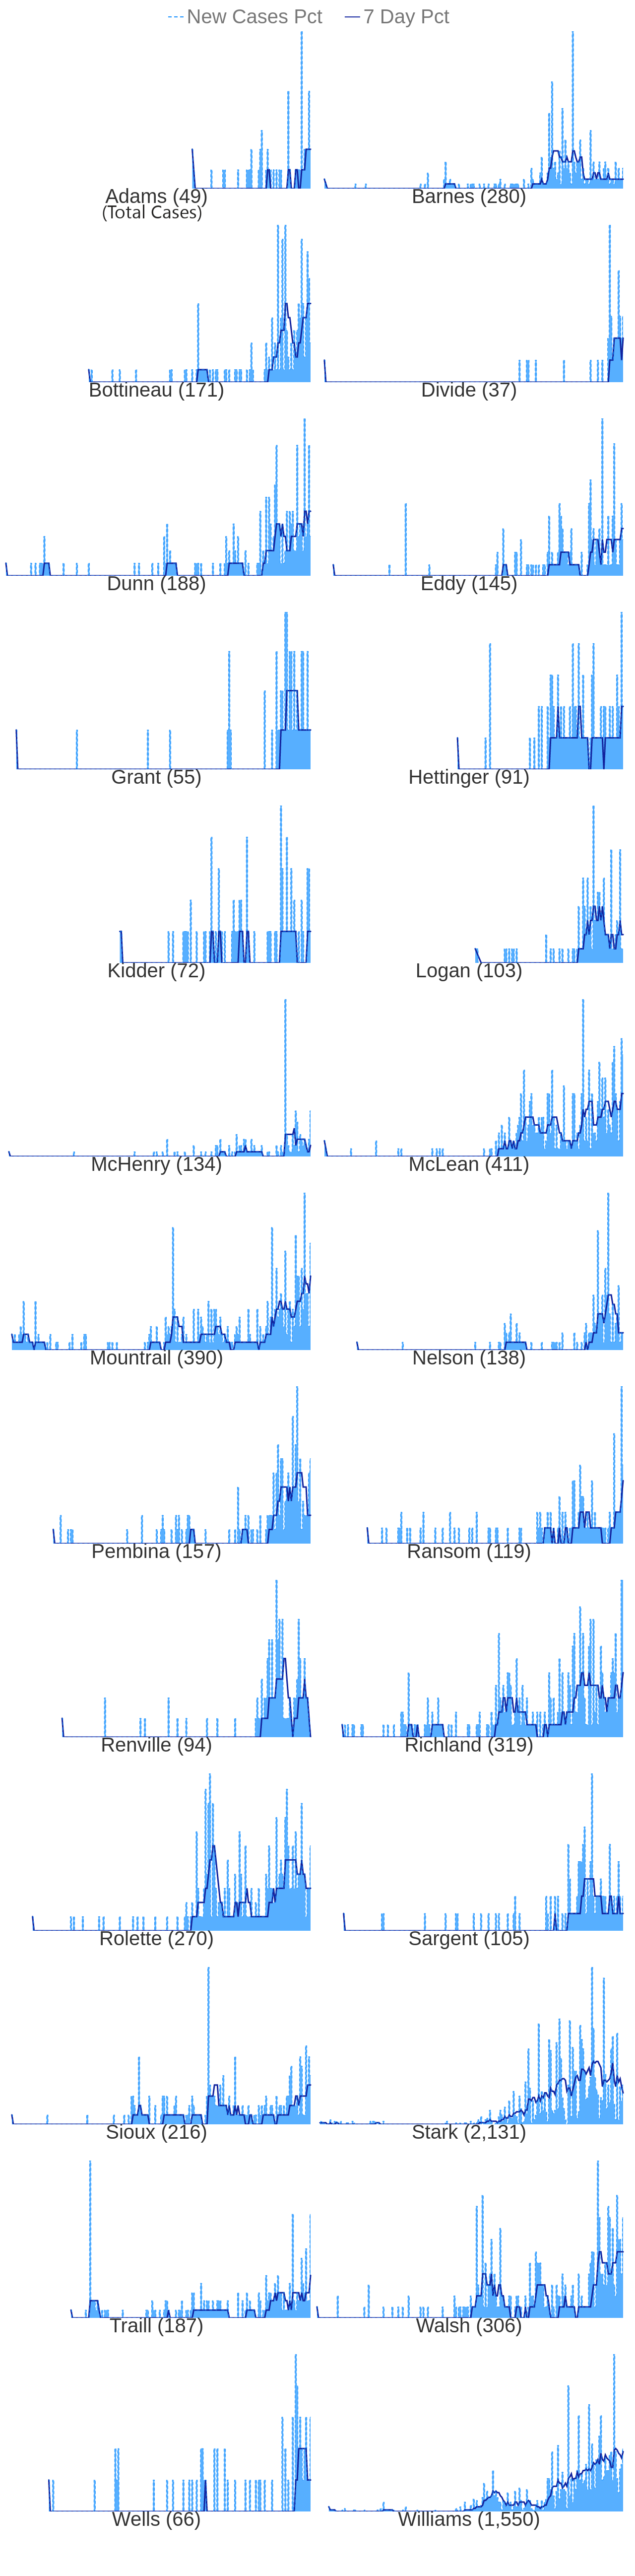 New Cases Pct 7 Day Pct
Adams (49) Barnes (280)
(Total Cases)
Bottineau (171) Divide (37)
Dunn (188) Eddy (145)
Grant (55) Hettinger (91)
Kidder (72) Logan (103)
McHenry (134) McLean (411)
Mountrail (390) Nelson (138)
Pembina (157) Ransom (119)
Renville (94) Richland (319)
Rolette (270) Sargent (105)
Sioux (216) Stark (2,131)
Traill (187) Walsh (306)
Wells (66) Williams (1,550)